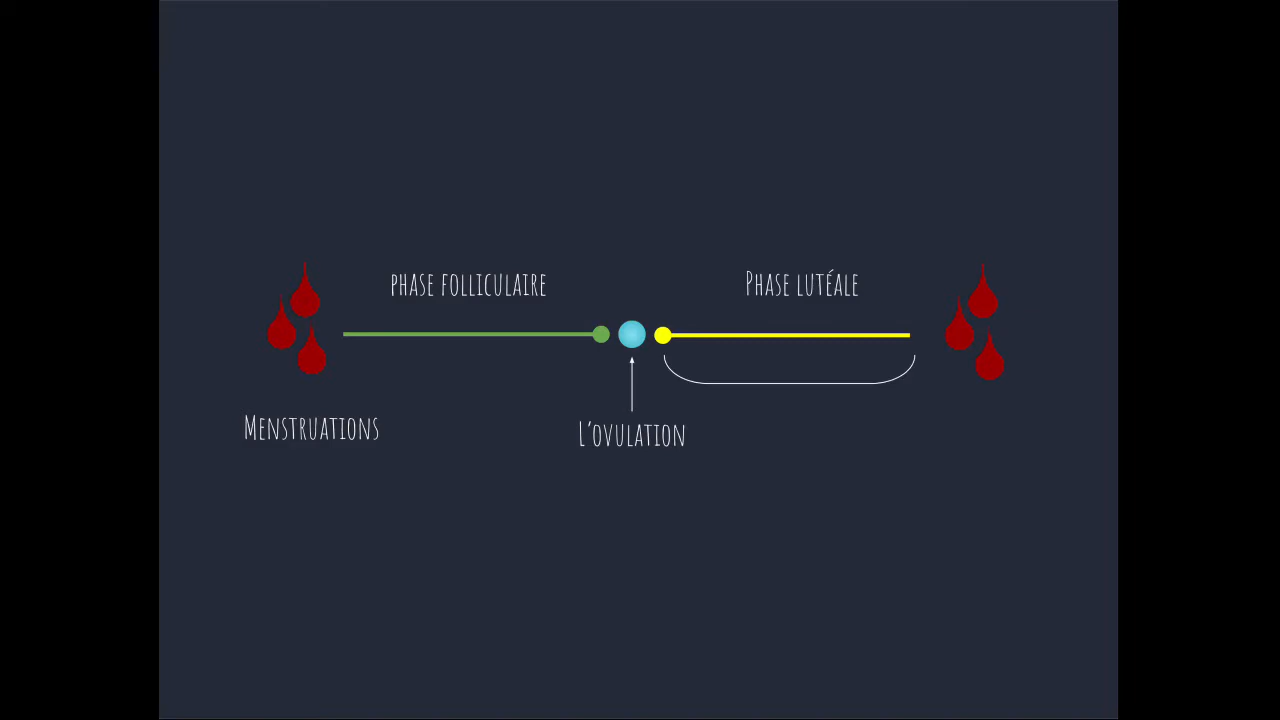 phase folliculaire
Phase lutéale
Menstruations
L'ovulation